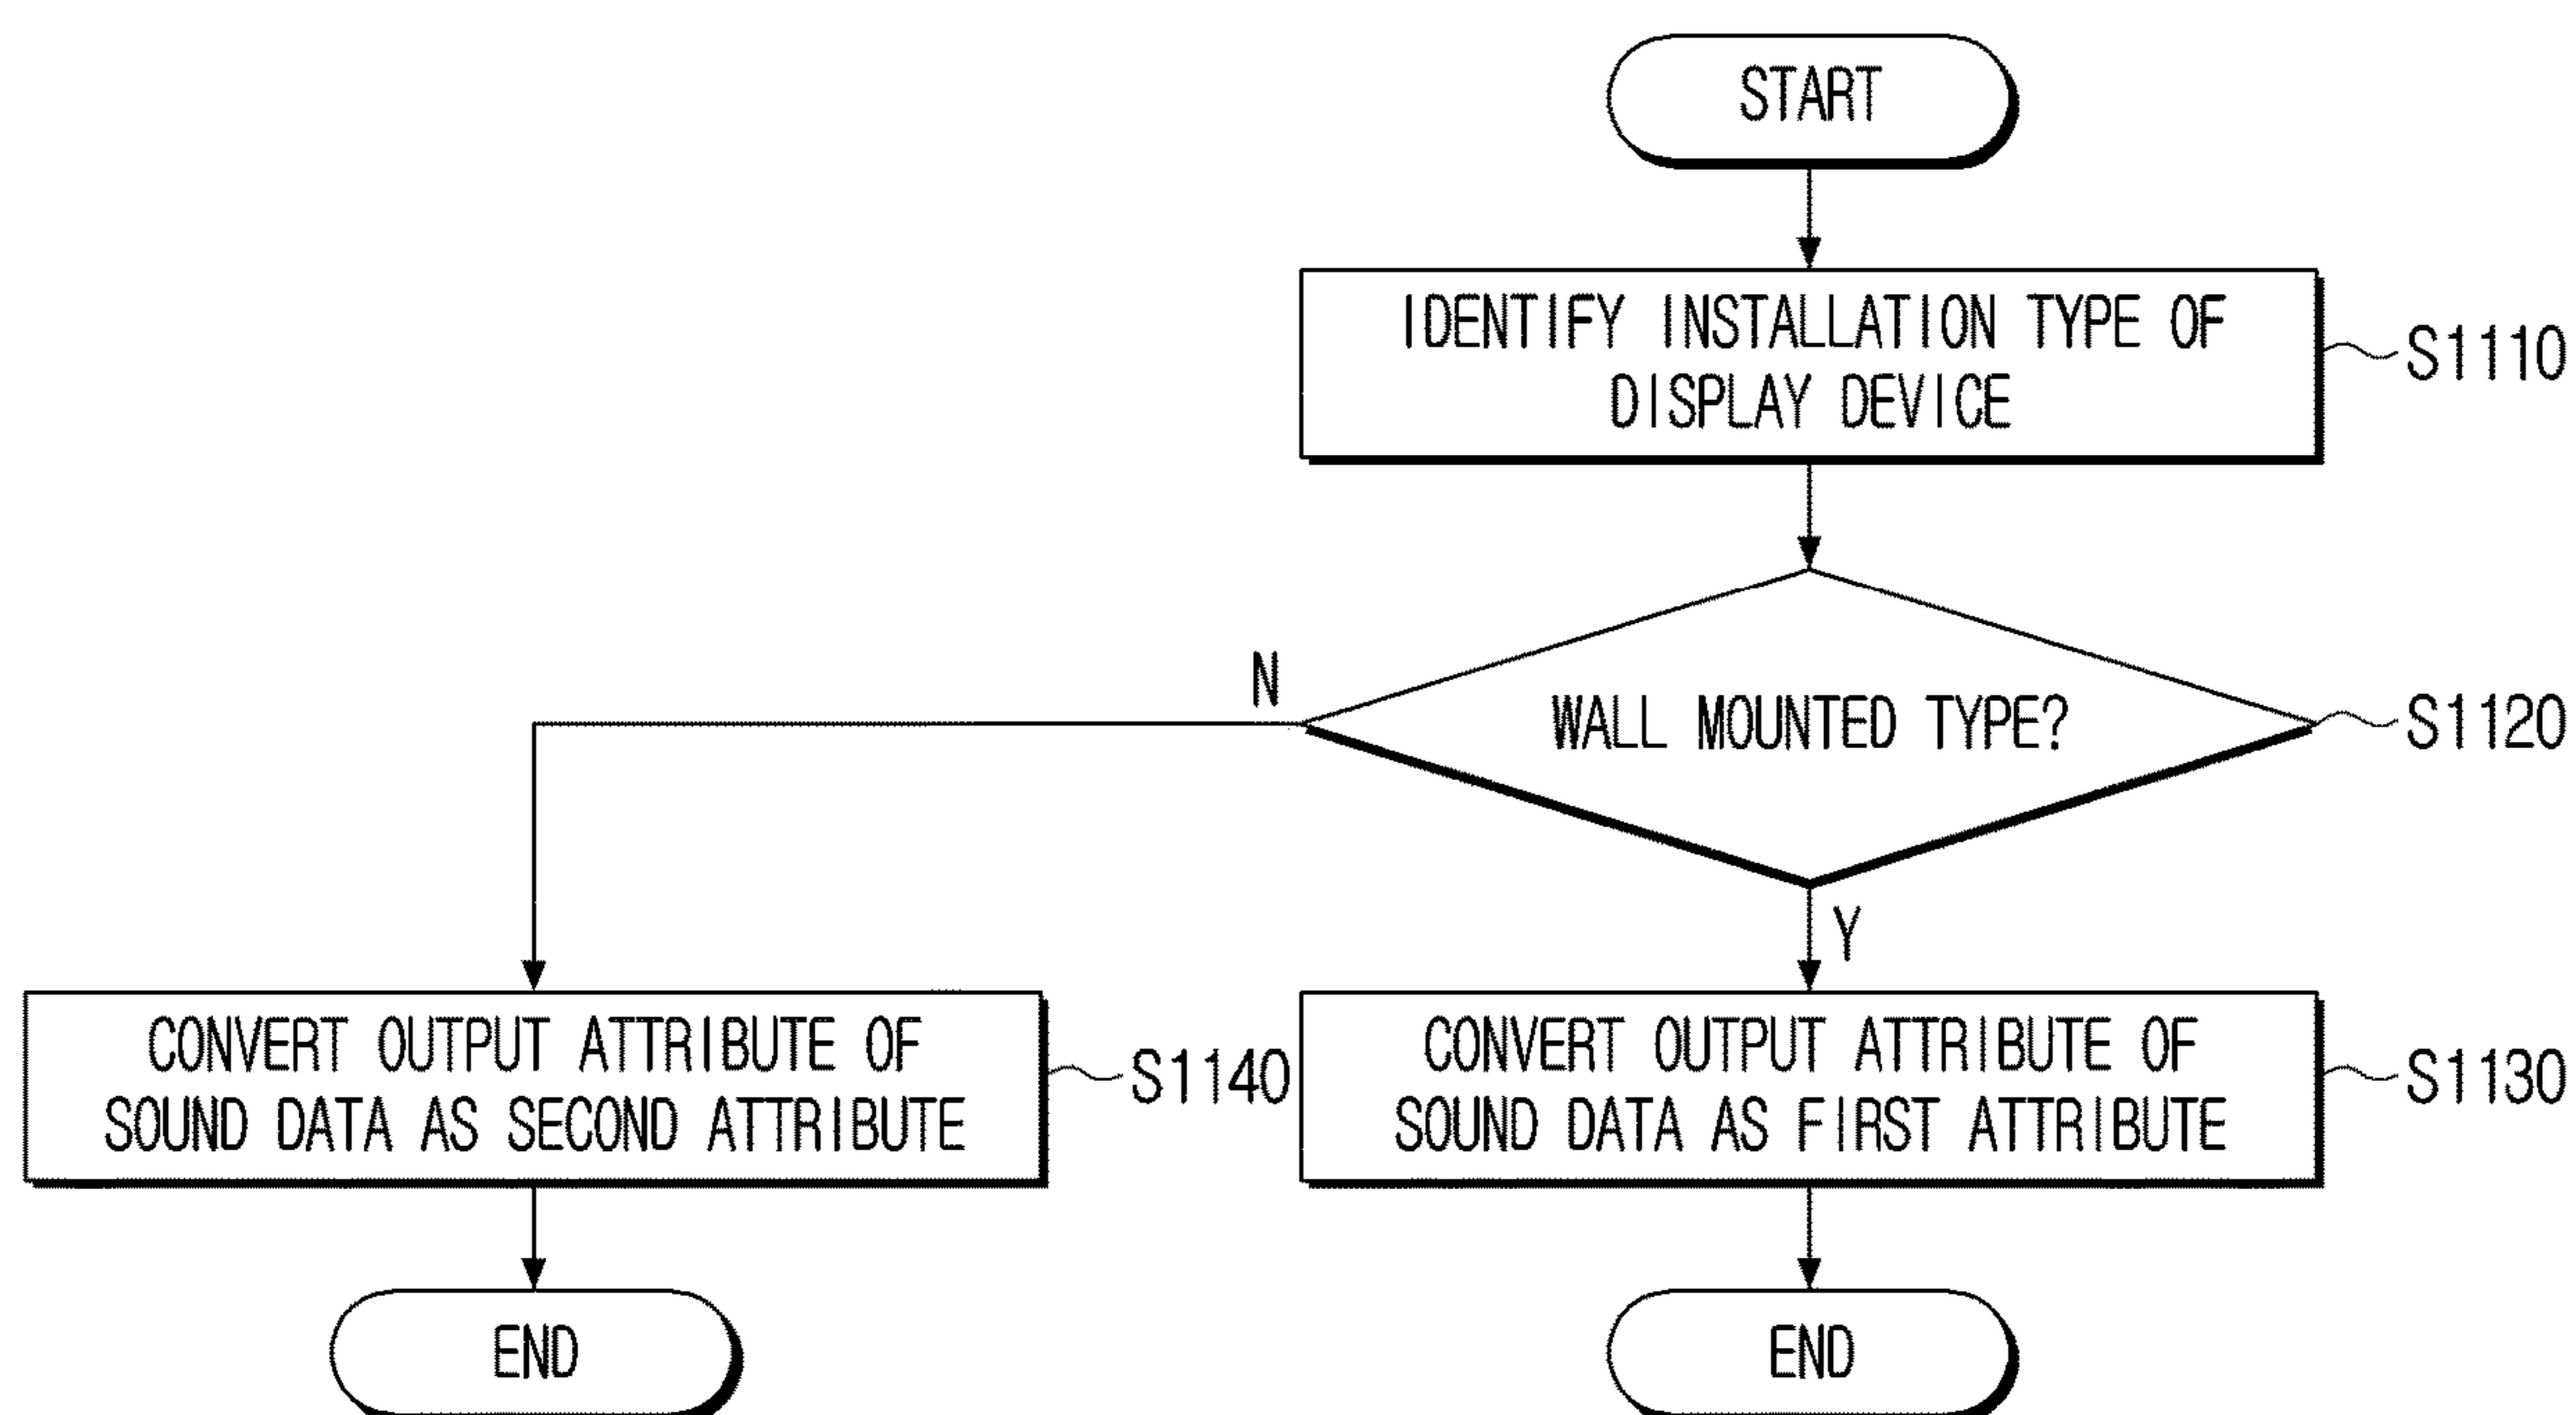 START
IDENTIFY INSTALLATION TYPE OF
DISPLAY DEVICE
S1110
WALL MOUNTED TYPE?
S1120
N
Y
CONVERT OUTPUT ATTRIBUTE OF
SOUND DATA AS SECOND ATTRIBUTE
S1140
CONVERT OUTPUT ATTRIBUTE OF
SOUND DATA AS FIRST ATTRIBUTE
S1130
END
END